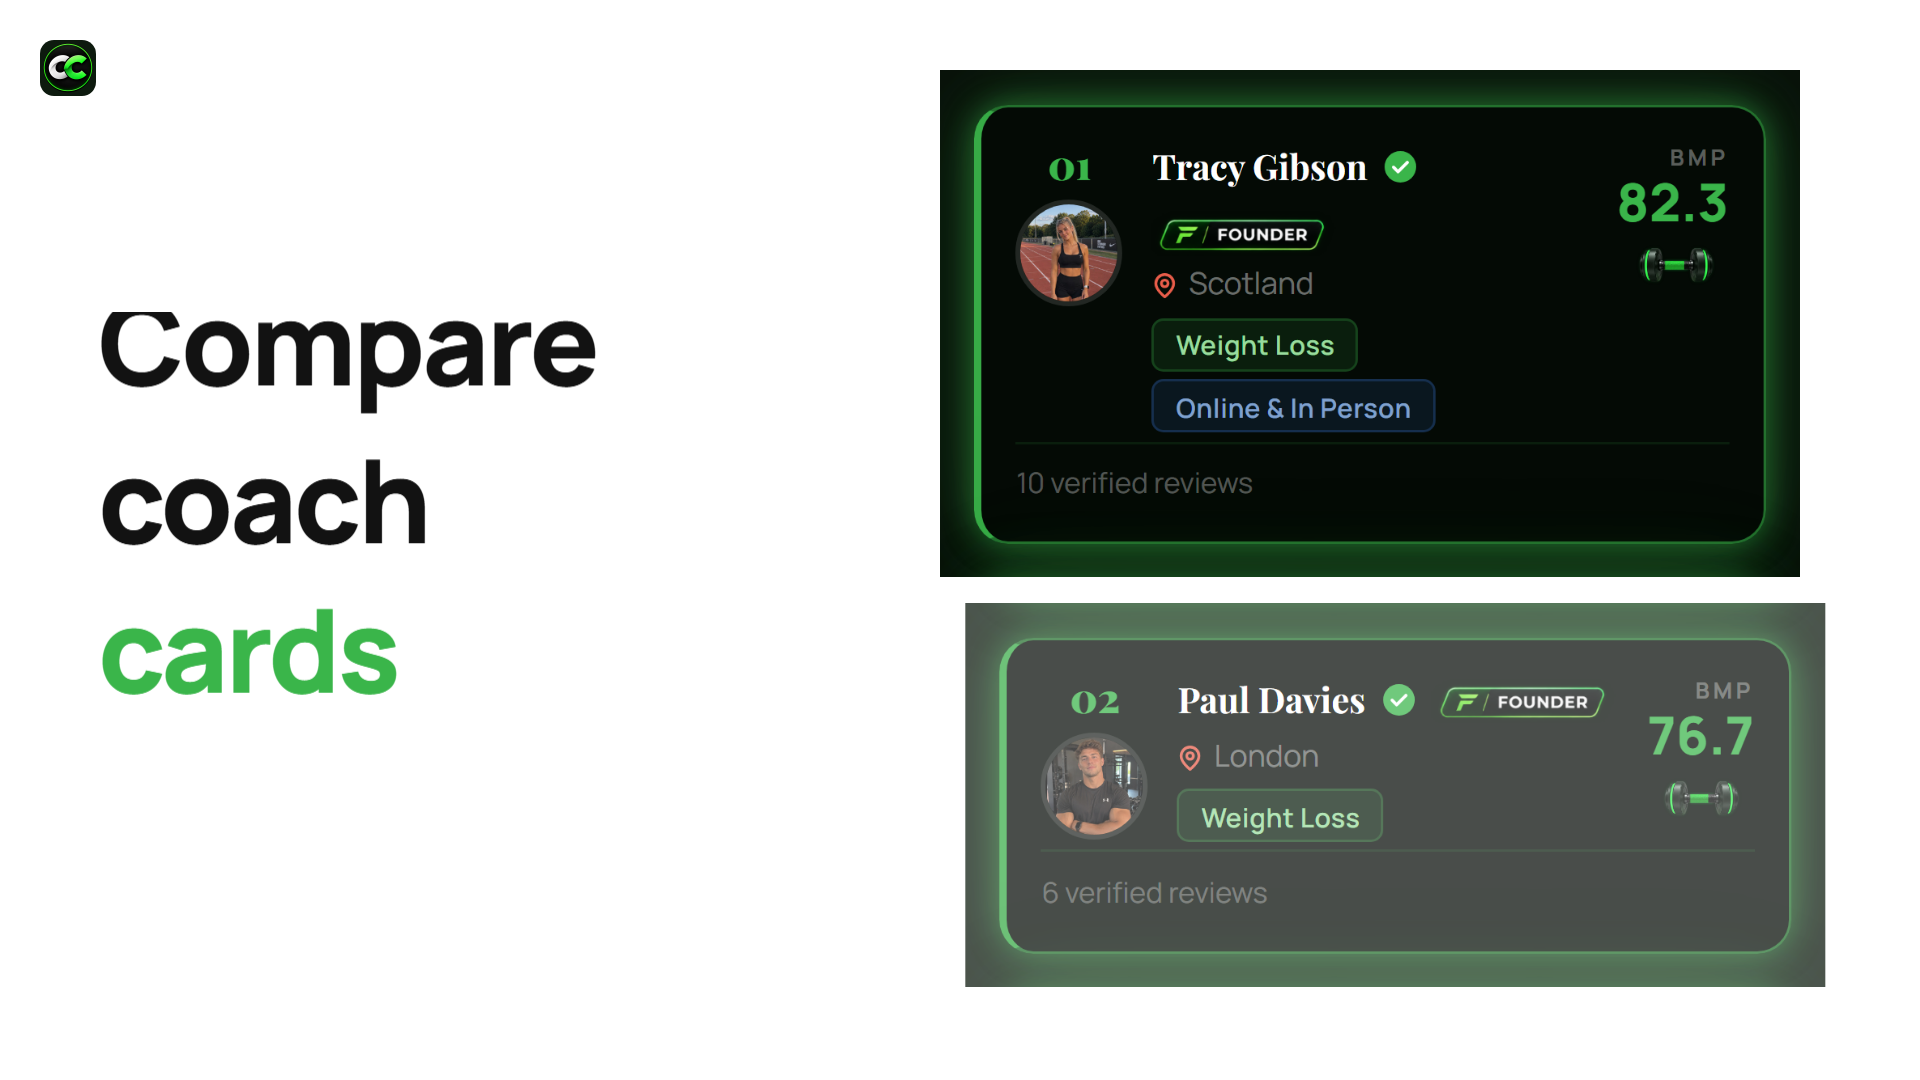 CC
Compare
coach
cards
01
Tracy Gibson
BMP
82.3
F / FOUNDER
Scotland
Weight Loss
Online & In Person
10 verified reviews
02
Paul Davies
F / FOUNDER
BMP
76.7
London
Weight Loss
6 verified reviews